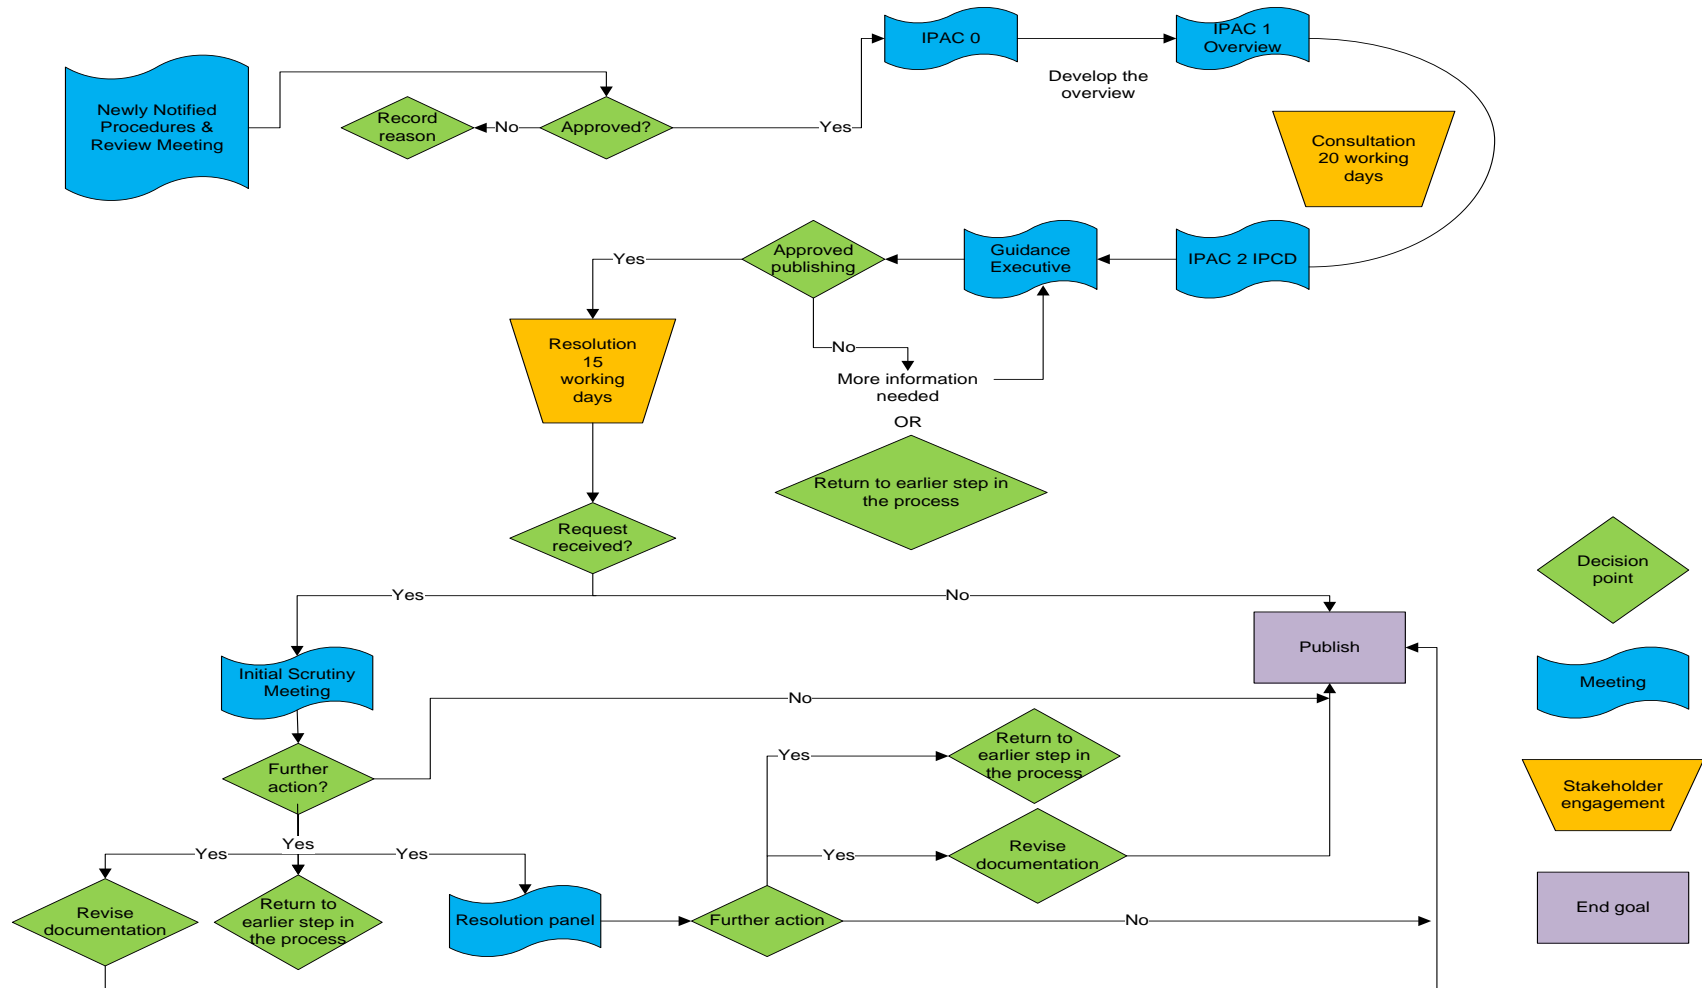 IPAC 0
IPAC 1
Overview
Develop the
overview
Newly Notified
Procedures &
Review Meeting
Record
reason
No
Approved?
Yes
Consultation
20 working
days
Yes
Approved
publishing
Guidance
Executive
IPAC 2 IPCD
Resolution
15
working
days
No
More information
needed
OR
Return to earlier step in
the process
Request
received?
Yes
No
Publish
Decision
point
Initial Scrutiny
Meeting
Meeting
No
Further
action?
Yes
Return to
earlier step in
the process
Stakeholder
engagement
Yes
Yes
Yes
Yes
Revise
documentation
Revise
documentation
Return to
earlier step in
the process
Resolution panel
Further action
No
End goal